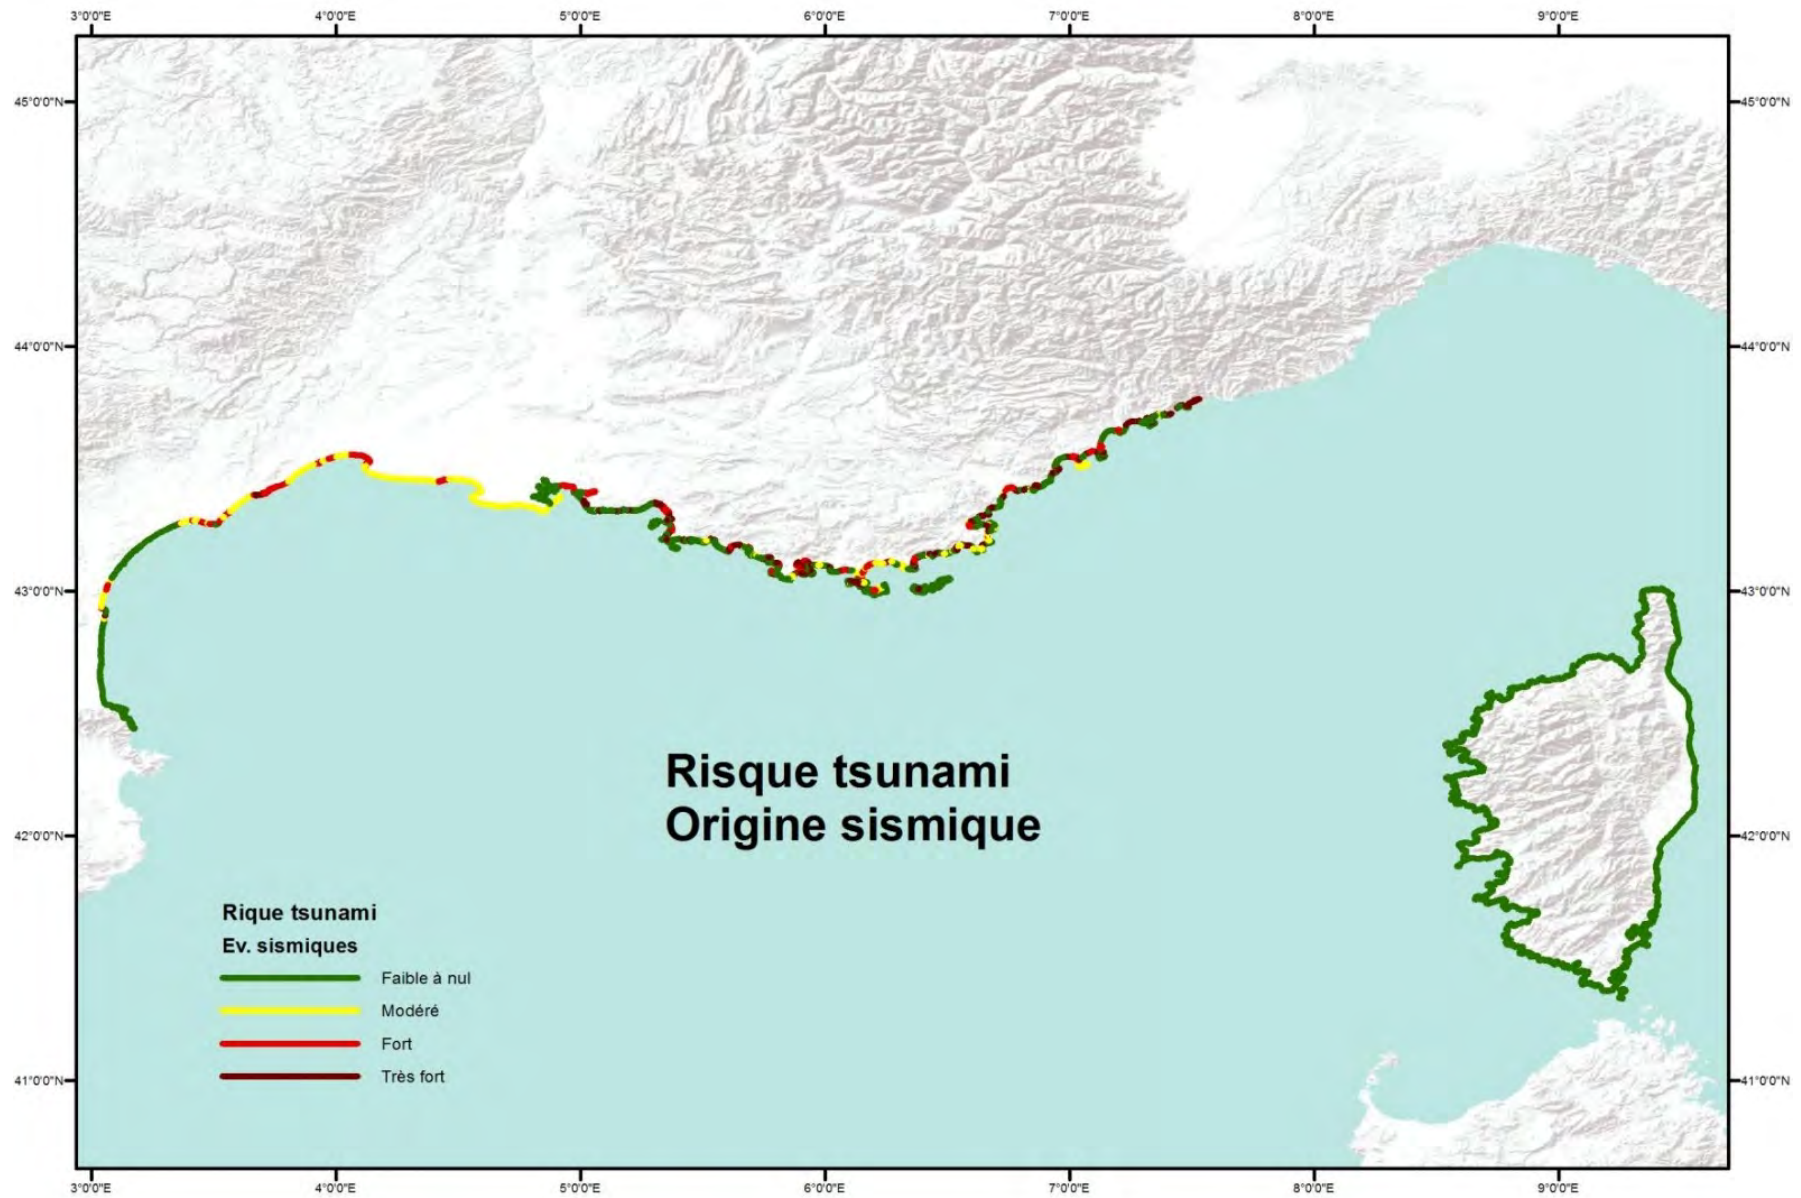 3°0'0"E 4°0'0"E 5°0'0"E 6°0'0"E 7°0'0"E 8°0'0"E 9°0'0"E
45°0'0"N 45°0'0"N
44°0'0"N 44°0'0"N
43°0'0"N 43°0'0"N
Risque tsunami
Origine sismique
42°0'0"N 42°0'0"N
Rique tsunami
Ev. sismiques
Faible à nul
Modéré
Fort
Très fort
41°0'0"N 41°0'0"N
3°0'0"E 4°0'0"E 5°0'0"E 6°0'0"E 7°0'0"E 8°0'0"E 9°0'0"E